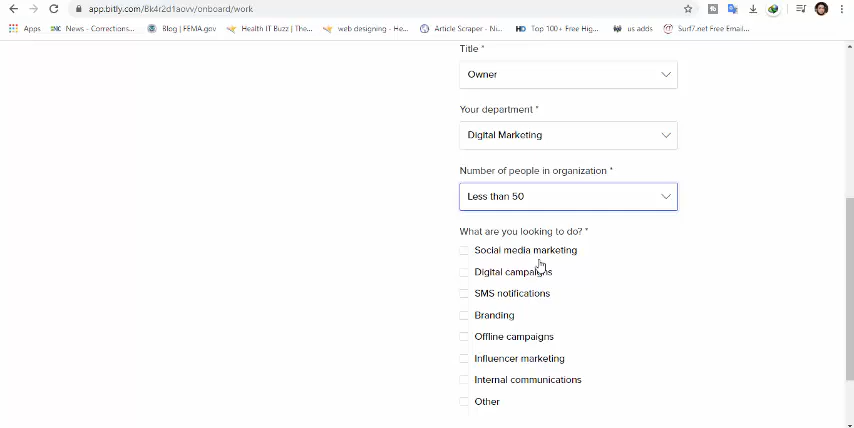 app.bitly.com/Bk4r2d1aovv/onboard/work
Apps
News - Corrections...
Blog | FEMA.gov
Health IT Buzz | The...
web designing - He...
Article Scraper - Ni...
Top 100+ Free Hig...
us adds
Surf7.net Free Email...
Title *
Owner
Your department *
Digital Marketing
Number of people in organization *
Less than 50
What are you looking to do? *
Social media marketing
Digital campaigns
SMS notifications
Branding
Offline campaigns
Influencer marketing
Internal communications
Other